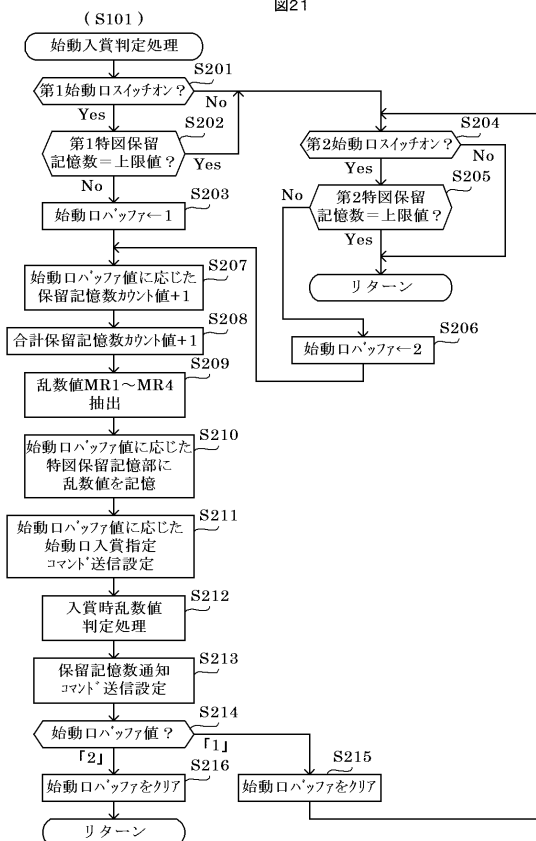 図21
(S101)
始動入賞判定処理
S201
第1始動口スイッチオン?
Yes
No
S202
第1特図保留
記憶数=上限値?
Yes
No
S203
始動口バッファ←1
S204
第2始動口スイッチオン?
Yes
No
S205
第2特図保留
記憶数=上限値?
No
Yes
リターン
S206
始動口バッファ←2
S207
始動口バッファ値に応じた
保留記憶数カウント値+1
S208
合計保留記憶数カウント値+1
S209
乱数値MR1~MR4
抽出
S210
始動口バッファ値に応じた
特図保留記憶部に
乱数値を記憶
S211
始動口バッファ値に応じた
始動口入賞指定
コマンド送信設定
S212
入賞時乱数値
判定処理
S213
保留記憶数通知
コマンド送信設定
S214
始動口バッファ値?
「2」
「1」
S216
始動口バッファをクリア
S215
始動口バッファをクリア
リターン